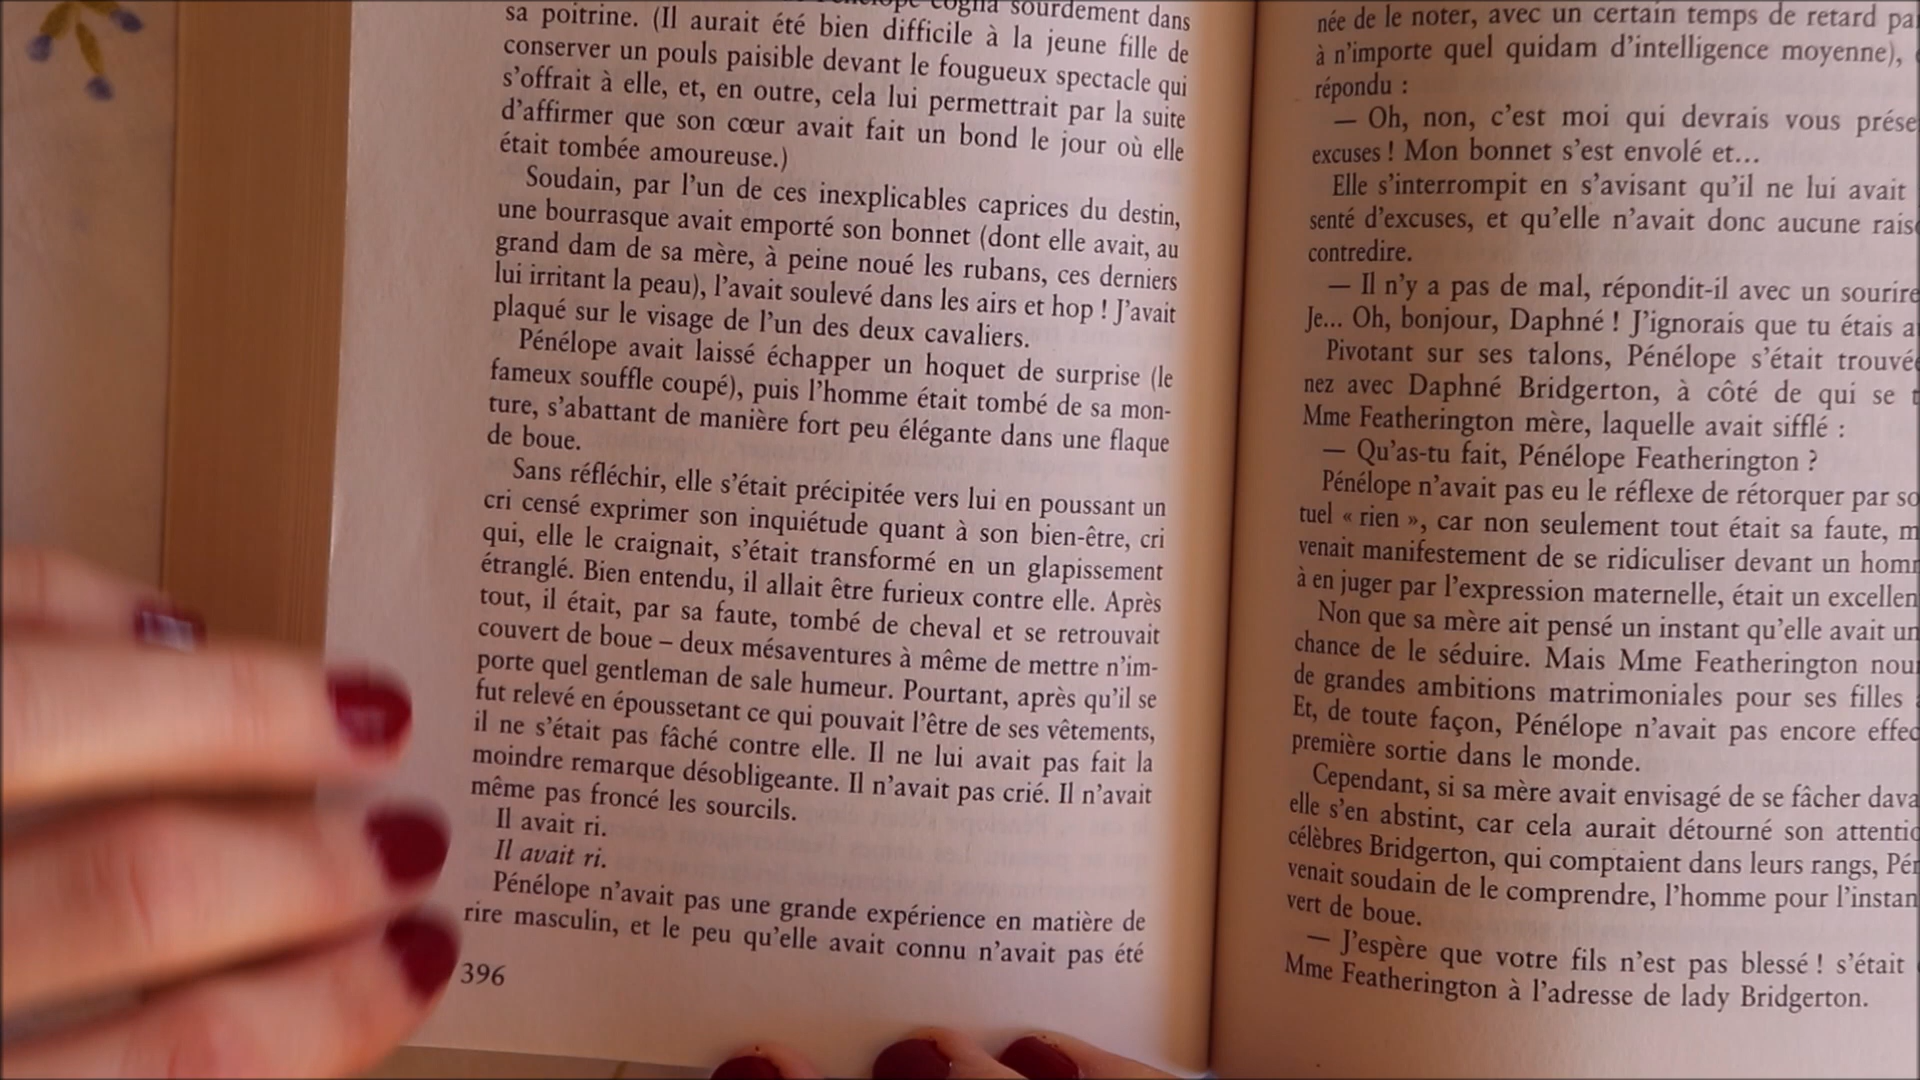 cogna sourdement dans
sa poitrine. (Il aurait été bien difficile à la jeune fille de
conserver un pouls paisible devant le fougueux spectacle qui
s’offrait à elle, et, en outre, cela lui permettrait par la suite
d’affirmer que son cœur avait fait un bond le jour où elle
était tombée amoureuse.)
Soudain, par l’un de ces inexplicables caprices du destin,
une bourrasque avait emporté son bonnet (dont elle avait, au
grand dam de sa mère, à peine noué les rubans, ces derniers
lui irritant la peau), l’avait soulevé dans les airs et hop ! J’avait
plaqué sur le visage de l’un des deux cavaliers.
Pénélope avait laissé échapper un hoquet de surprise (le
fameux souffle coupé), puis l’homme était tombé de sa mon-
ture, s’abattant de manière fort peu élégante dans une flaque
de boue.
Sans réfléchir, elle s’était précipitée vers lui en poussant un
cri censé exprimer son inquiétude quant à son bien-être, cri
qui, elle le craignait, s’était transformé en un glapissement
étranglé. Bien entendu, il allait être furieux contre elle. Après
tout, il était, par sa faute, tombé de cheval et se retrouvait
couvert de boue – deux mésaventures à même de mettre n’im-
porte quel gentleman de sale humeur. Pourtant, après qu’il se
fut relevé en époussetant ce qui pouvait l’être de ses vêtements,
il ne s’était pas fâché contre elle. Il ne lui avait pas fait la
moindre remarque désobligeante. Il n’avait pas crié. Il n’avait
même pas froncé les sourcils.
Il avait ri.
Il avait ri.
Pénélope n’avait pas une grande expérience en matière de
rire masculin, et le peu qu’elle avait connu n’avait pas été
396
née de le noter, avec un certain temps de retard pa
à n’importe quel quidam d’intelligence moyenne),
répondu :
— Oh, non, c’est moi qui devrais vous prése
excuses ! Mon bonnet s’est envolé et...
Elle s’interrompit en s’avisant qu’il ne lui avait
senté d’excuses, et qu’elle n’avait donc aucune rais
contredire.
— Il n’y a pas de mal, répondit-il avec un sourire
Je... Oh, bonjour, Daphné ! J’ignorais que tu étais a
Pivotant sur ses talons, Pénélope s’était trouvée
nez avec Daphné Bridgerton, à côté de qui se t
Mme Featherington mère, laquelle avait sifflé :
— Qu’as-tu fait, Pénélope Featherington ?
Pénélope n’avait pas eu le réflexe de rétorquer par so
tuel « rien », car non seulement tout était sa faute, m
venait manifestement de se ridiculiser devant un hom
à en juger par l’expression maternelle, était un excellen
Non que sa mère ait pensé un instant qu’elle avait un
chance de le séduire. Mais Mme Featherington nour
de grandes ambitions matrimoniales pour ses filles
Et, de toute façon, Pénélope n’avait pas encore effec
première sortie dans le monde.
Cependant, si sa mère avait envisagé de se fâcher dava
elle s’en abstint, car cela aurait détourné son attentio
célèbres Bridgerton, qui comptaient dans leurs rangs, Pén
venait soudain de le comprendre, l’homme pour l’instan
vert de boue.
— J’espère que votre fils n’est pas blessé ! s’était
Mme Featherington à l’adresse de lady Bridgerton.